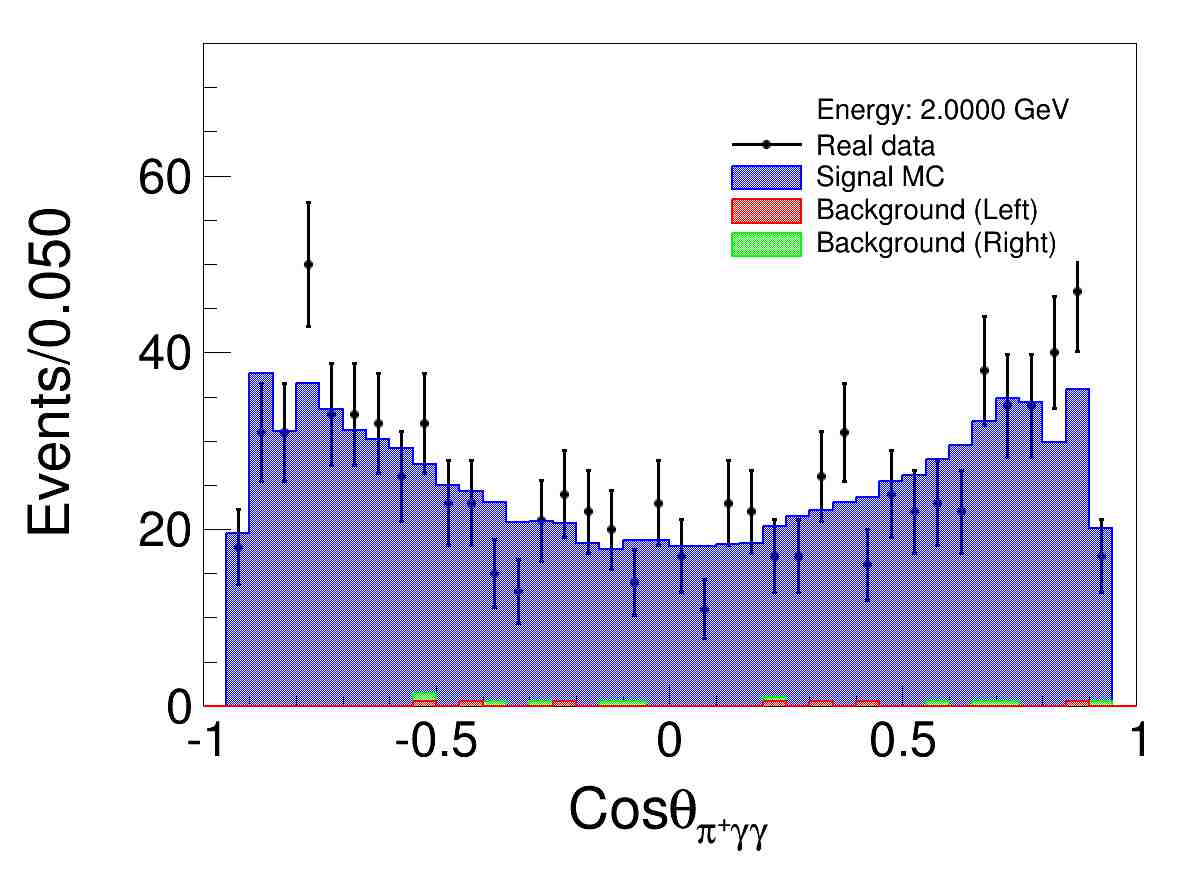 Energy: 2.0000 GeV
Real data
Signal MC
Background (Left)
Background (Right)
Events/0.050
60
40
20
0
-1 -0.5 0 0.5 1
Cosθπ⁺γγ